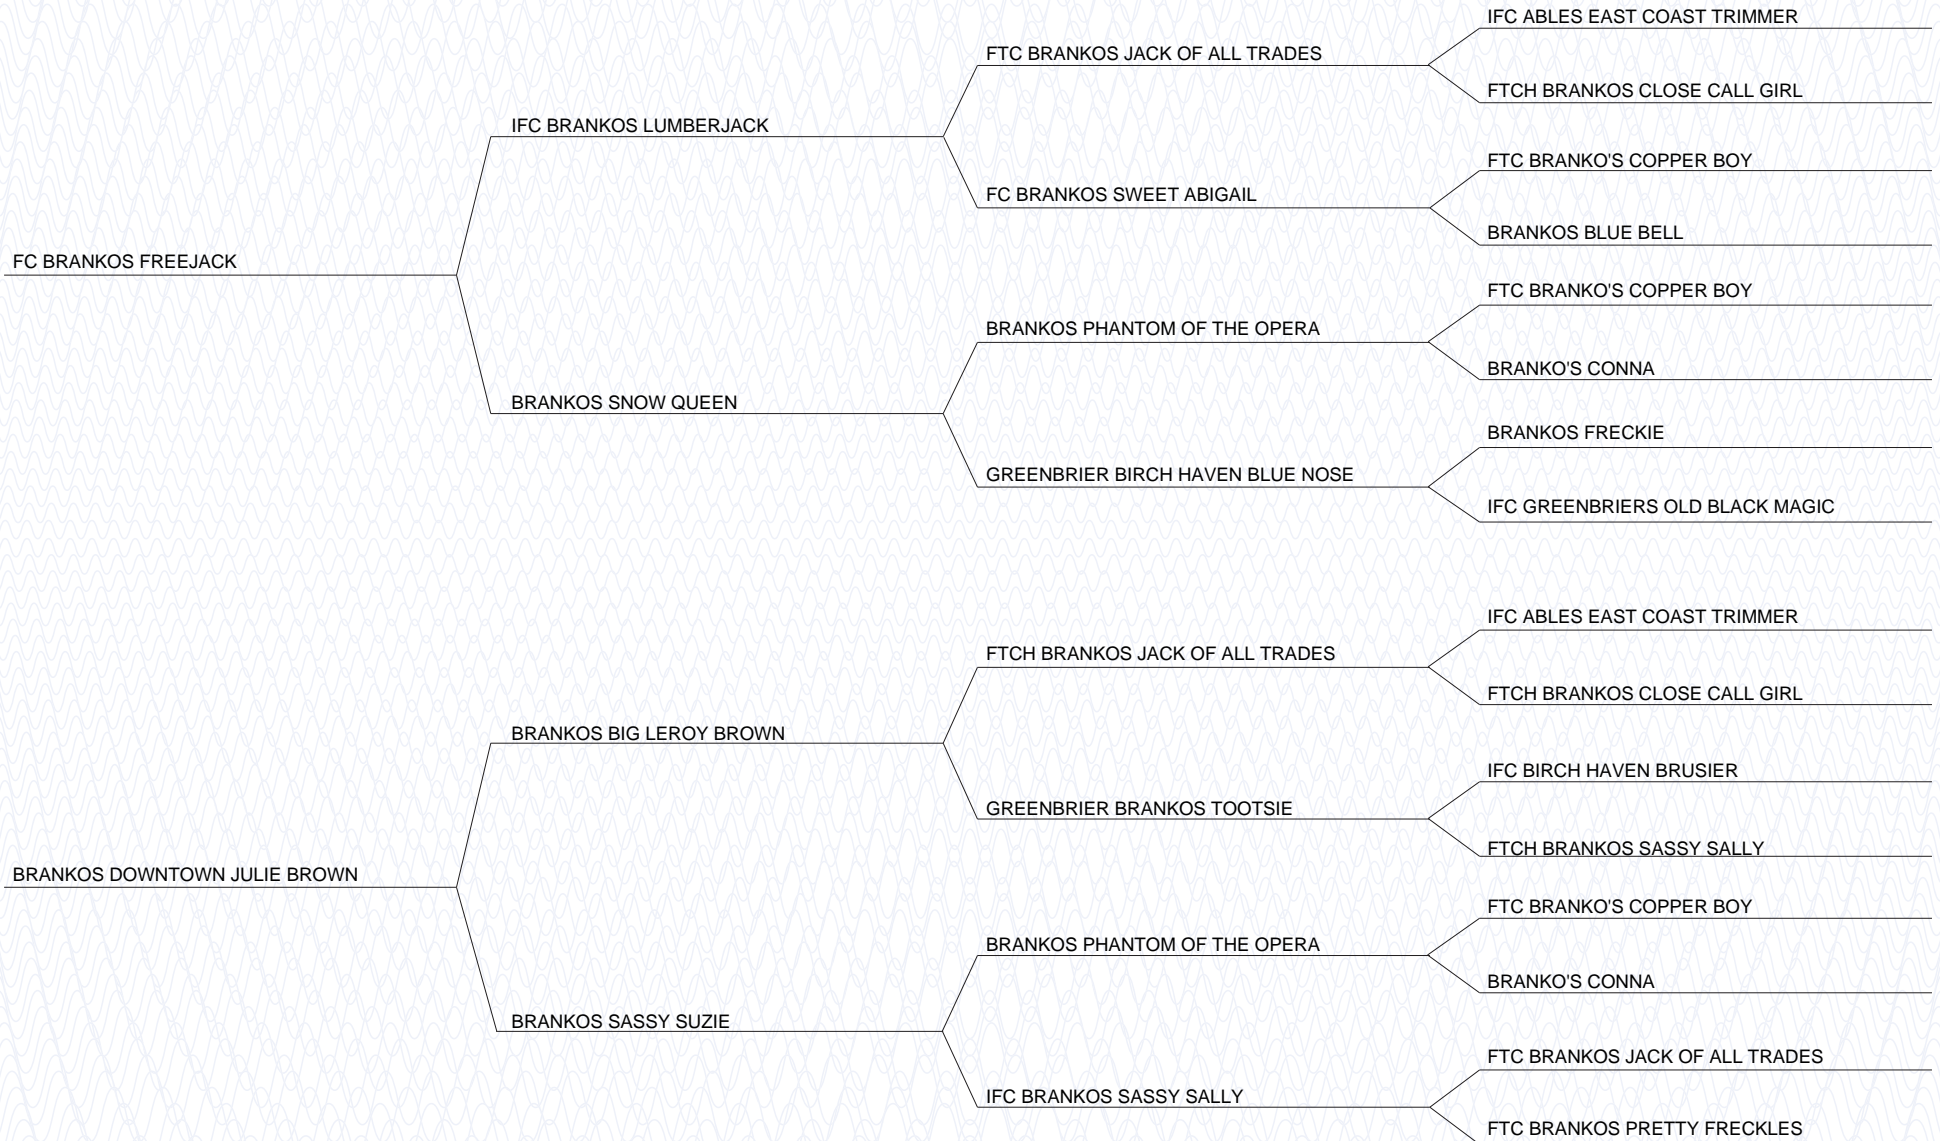 IFC ABLES EAST COAST TRIMMER
FTC BRANKOS JACK OF ALL TRADES
FTCH BRANKOS CLOSE CALL GIRL
IFC BRANKOS LUMBERJACK
FTC BRANKO'S COPPER BOY
FC BRANKOS SWEET ABIGAIL
BRANKOS BLUE BELL
FC BRANKOS FREEJACK
FTC BRANKO'S COPPER BOY
BRANKOS PHANTOM OF THE OPERA
BRANKO'S CONNA
BRANKOS SNOW QUEEN
BRANKOS FRECKIE
GREENBRIER BIRCH HAVEN BLUE NOSE
IFC GREENBRIERS OLD BLACK MAGIC
IFC ABLES EAST COAST TRIMMER
FTCH BRANKOS JACK OF ALL TRADES
FTCH BRANKOS CLOSE CALL GIRL
BRANKOS BIG LEROY BROWN
IFC BIRCH HAVEN BRUSIER
GREENBRIER BRANKOS TOOTSIE
FTCH BRANKOS SASSY SALLY
BRANKOS DOWNTOWN JULIE BROWN
FTC BRANKO'S COPPER BOY
BRANKOS PHANTOM OF THE OPERA
BRANKO'S CONNA
BRANKOS SASSY SUZIE
FTC BRANKOS JACK OF ALL TRADES
IFC BRANKOS SASSY SALLY
FTC BRANKOS PRETTY FRECKLES